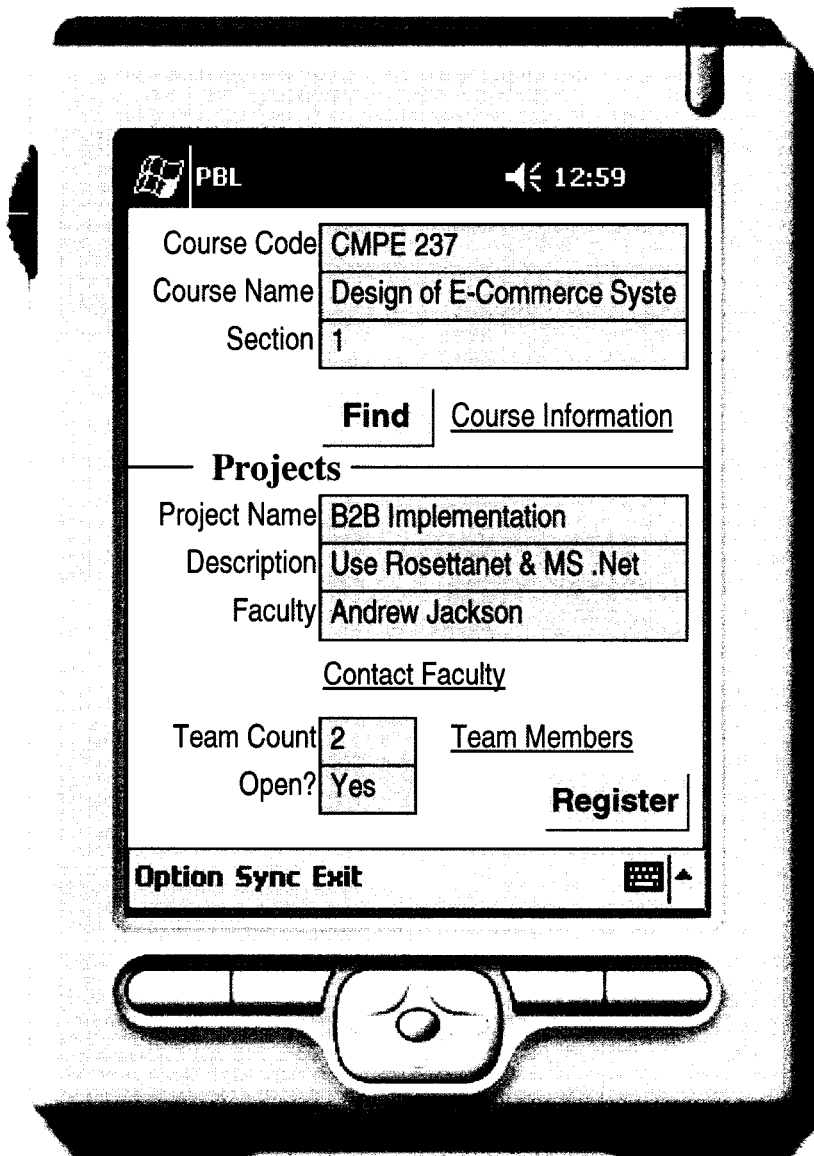 PBL 12:59
Course Code CMPE 237
Course Name Design of E-Commerce Syste
Section 1
Find Course Information
Projects
Project Name B2B Implementation
Description Use Rosettanet & MS .Net
Faculty Andrew Jackson
Contact Faculty
Team Count 2 Team Members
Open? Yes
Register
Option Sync Exit